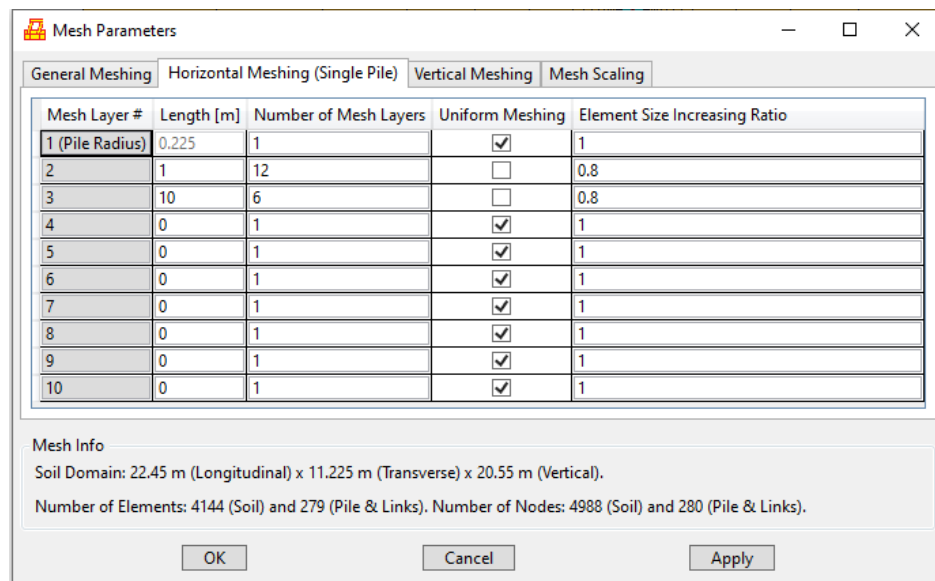 Mesh Parameters
General Meshing Horizontal Meshing (Single Pile) Vertical Meshing Mesh Scaling
Mesh Layer # Length [m] Number of Mesh Layers Uniform Meshing Element Size Increasing Ratio
1 (Pile Radius) 0.225 1 1
2 1 12 0.8
3 10 6 0.8
4 0 1 1
5 0 1 1
6 0 1 1
7 0 1 1
8 0 1 1
9 0 1 1
10 0 1 1
Mesh Info
Soil Domain: 22.45 m (Longitudinal) x 11.225 m (Transverse) x 20.55 m (Vertical).
Number of Elements: 4144 (Soil) and 279 (Pile & Links). Number of Nodes: 4988 (Soil) and 280 (Pile & Links).
OK Cancel Apply